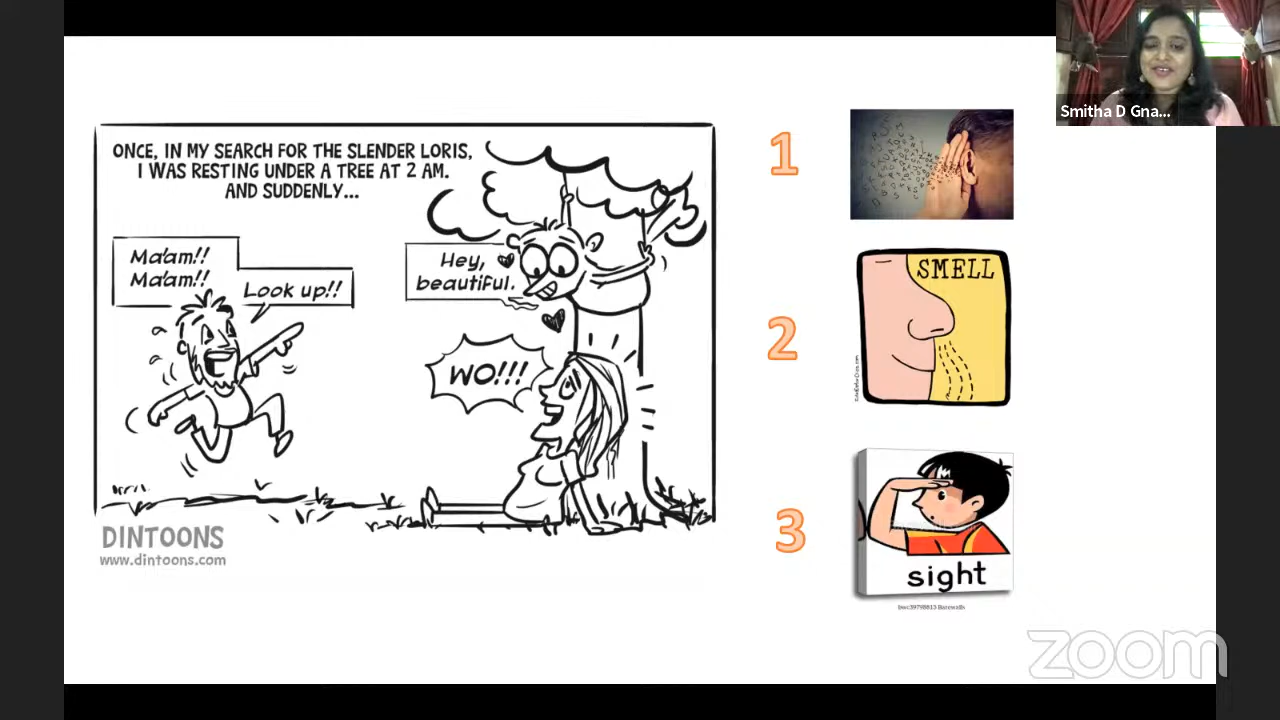 ONCE, IN MY SEARCH FOR THE SLENDER LORIS,
I WAS RESTING UNDER A TREE AT 2 AM.
AND SUDDENLY...
Ma'am!!
Ma'am!!
Look up!!
Hey,
beautiful.
WO!!!
DINTOONS
www.dintoons.com
1
2
SMELL
3
sight
Smitha D Gna...
zoom